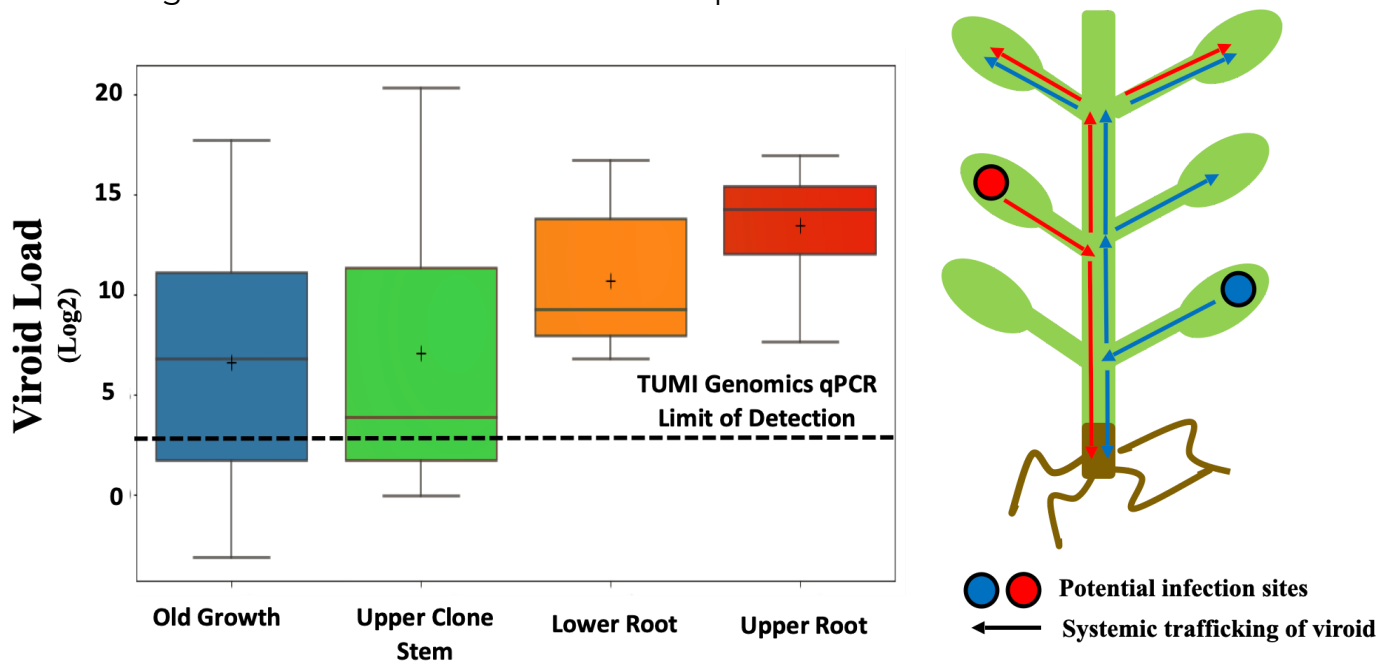 Viroid Load
(Log2)
20
15
10
5
0
TUMI Genomics qPCR
Limit of Detection
Old Growth
Upper Clone
Stem
Lower Root
Upper Root
Potential infection sites
Systemic trafficking of viroid